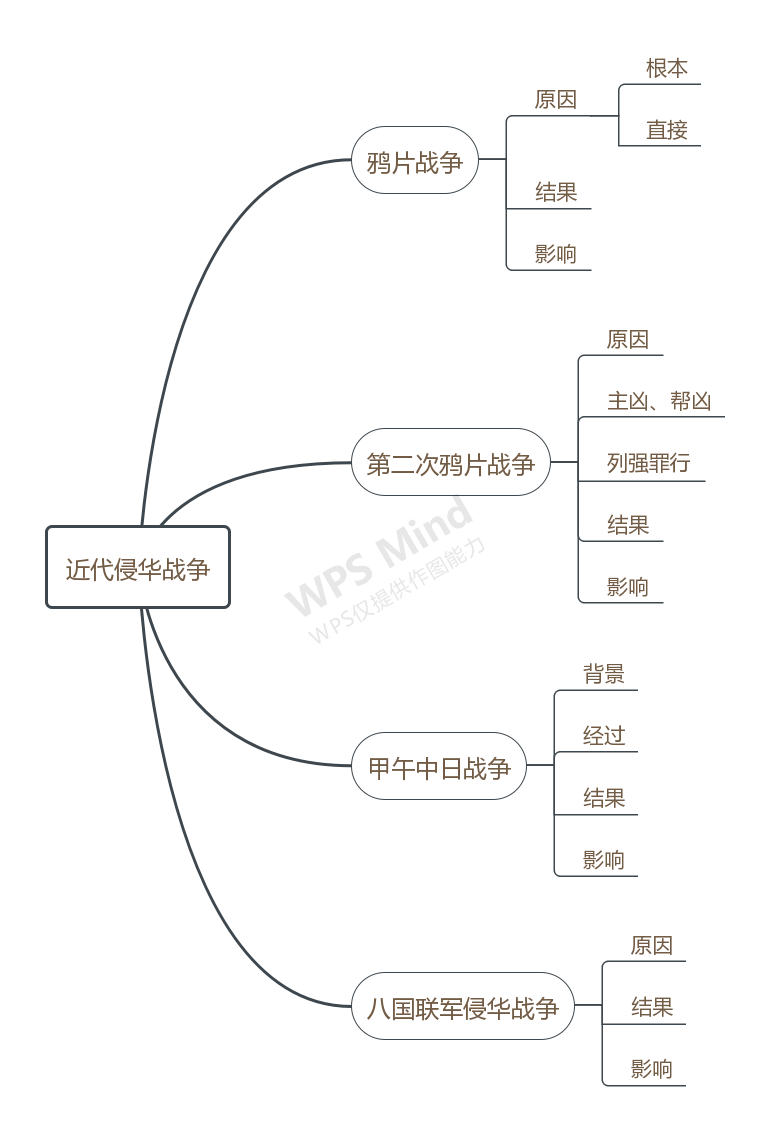 近代侵华战争
鸦片战争
原因
根本
直接
结果
影响
第二次鸦片战争
原因
主凶、帮凶
列强罪行
结果
影响
甲午中日战争
背景
经过
结果
影响
八国联军侵华战争
原因
结果
影响
WPS Mind
WPS仅提供作图能力